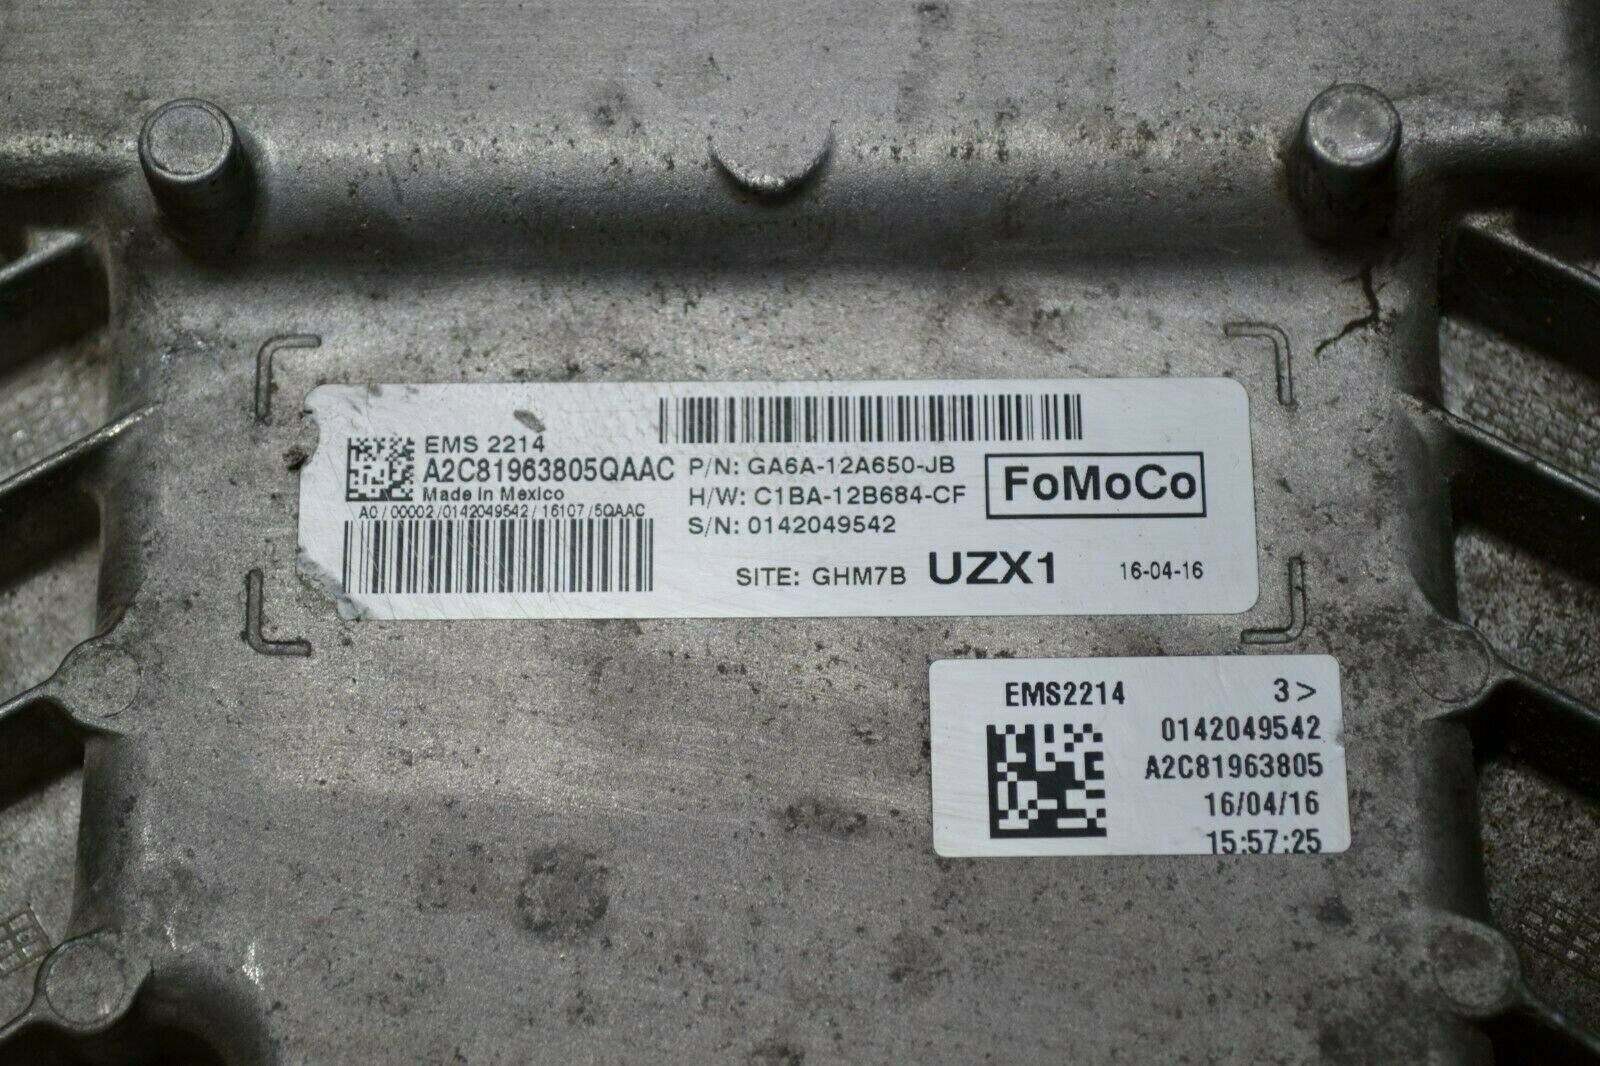 EMS 2214
A2C81963805QAAC
Made in Mexico
A0/00002/0142049542/16107/5QAAC
P/N: GA6A-12A650-JB
H/W: C1BA-12B684-CF
S/N: 0142049542
FoMoCo
SITE: GHM7B UZX1 16-04-16
EMS2214 3>
0142049542
A2C81963805
16/04/16
15:57:25